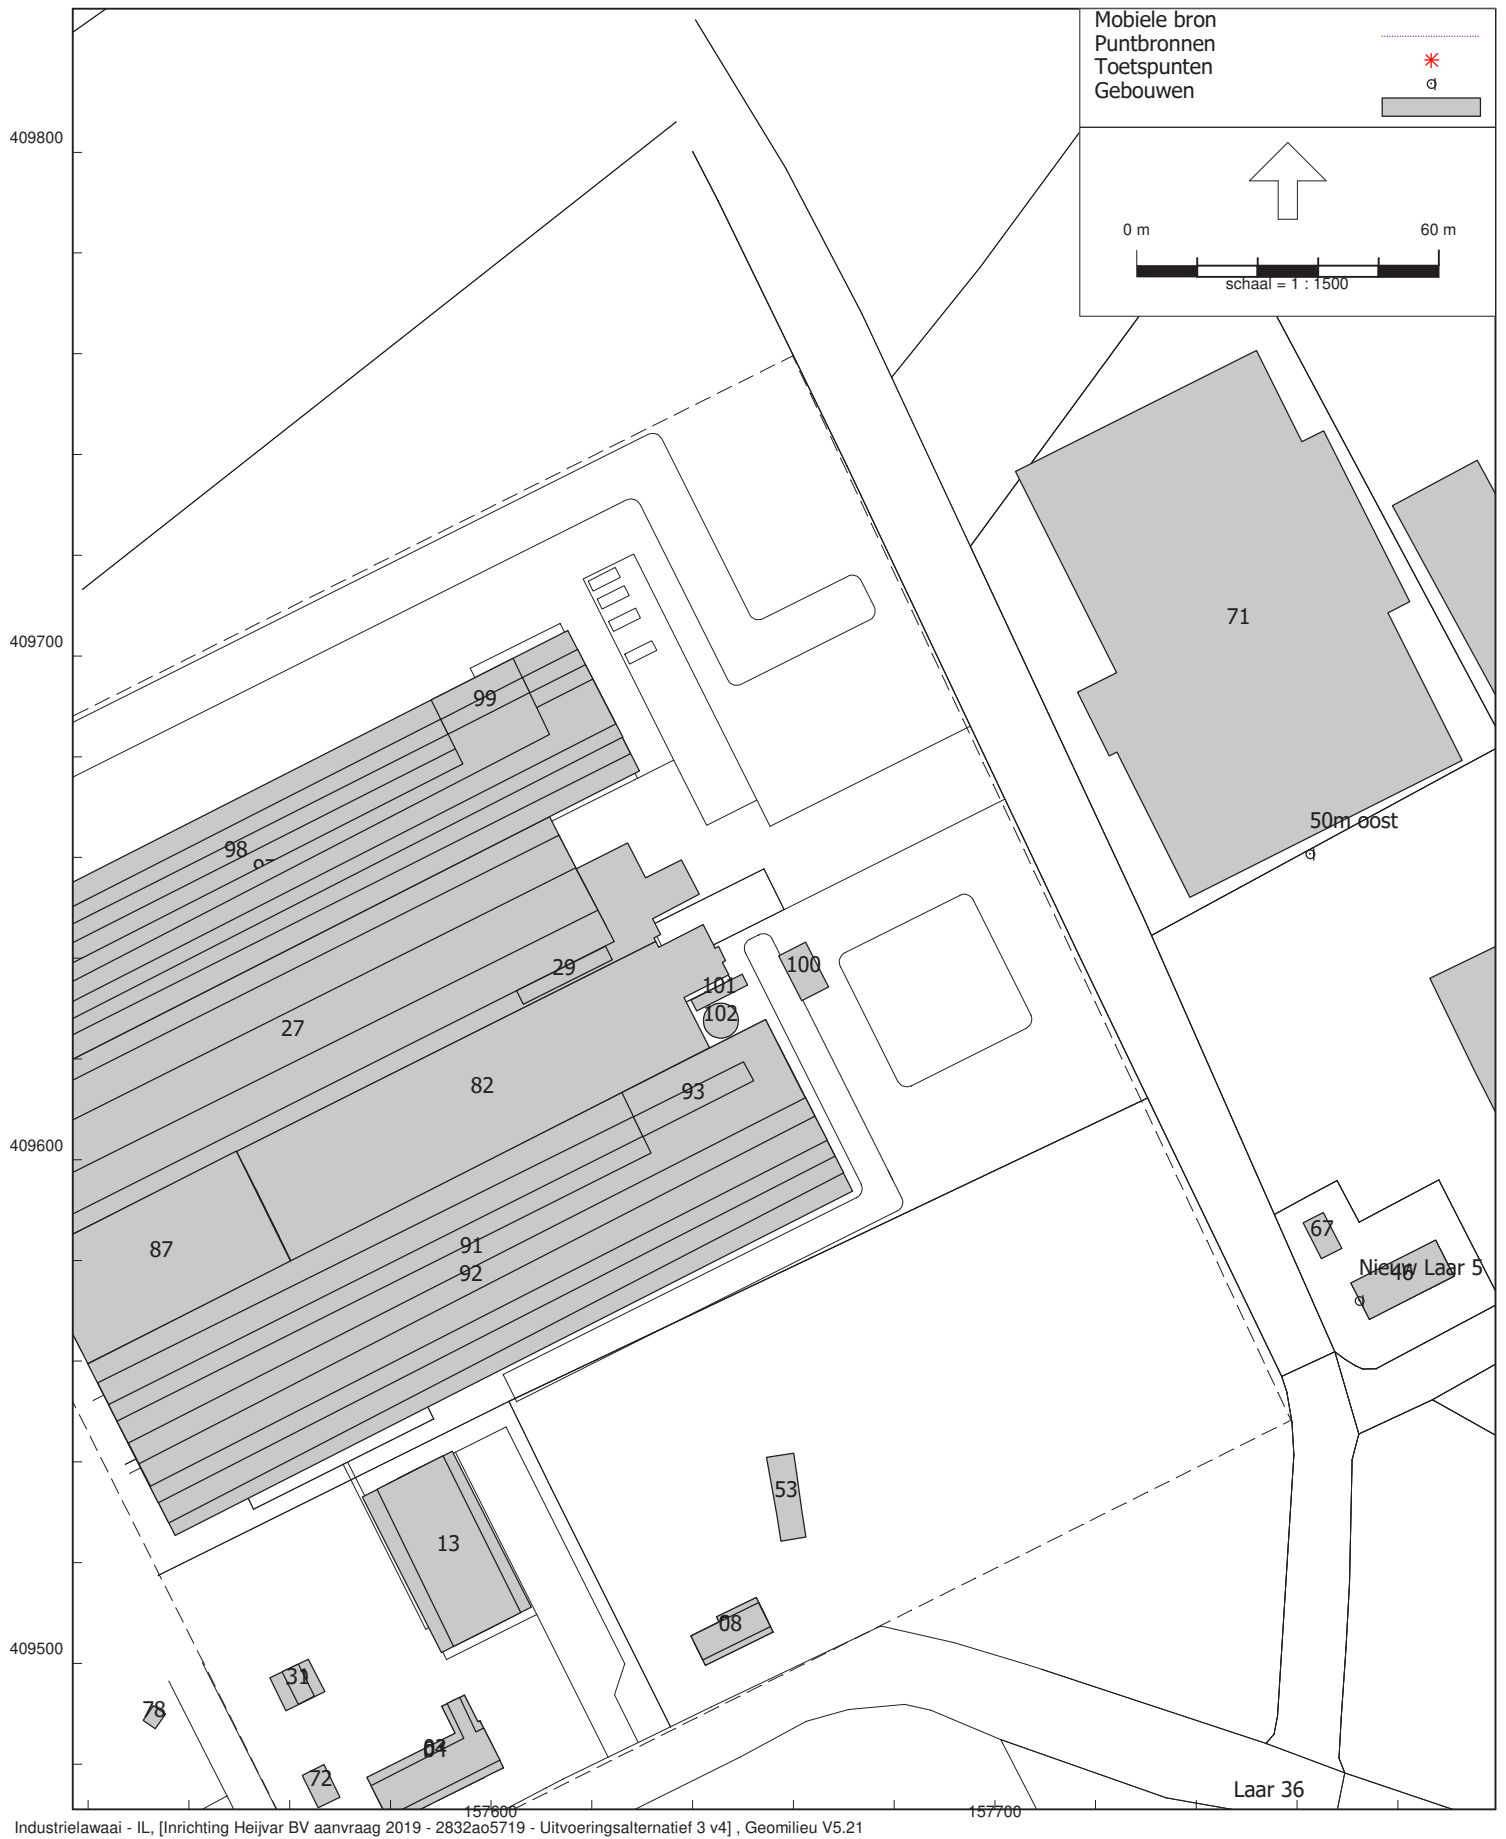 Mobiele bron
Puntbronnen
Toetspunten
Gebouwen
409800
0 m
60 m
schaal = 1 : 1500
71
409700
99
50m oost
98
29
100
101
102
27
82
93
409600
67
87
91
92
Nieuw Laar 5
46
53
13
08
409500
31
78
04
72
Laar 36
157600
157700
Industrielawaai - IL, [Inrichting Heijvar BV aanvraag 2019 - 2832ao5719 - Uitvoeringsalternatief 3 v4] , Geomilieu V5.21